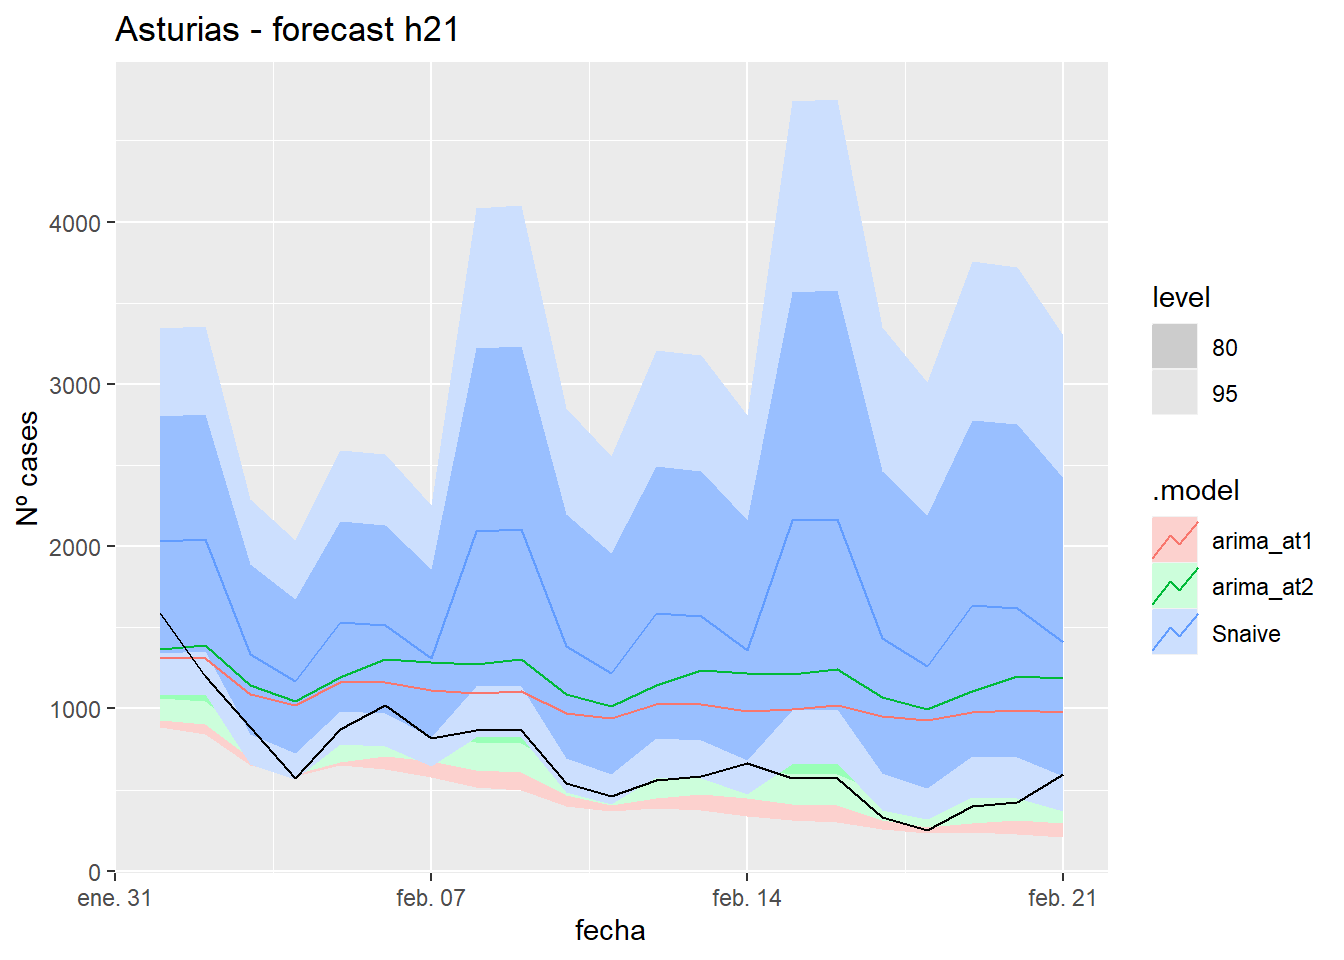 Asturias - forecast h21
Nº cases
4000
3000
2000
1000
0
ene. 31
feb. 07
feb. 14
feb. 21
fecha
level
80
95
.model
arima_at1
arima_at2
Snaive